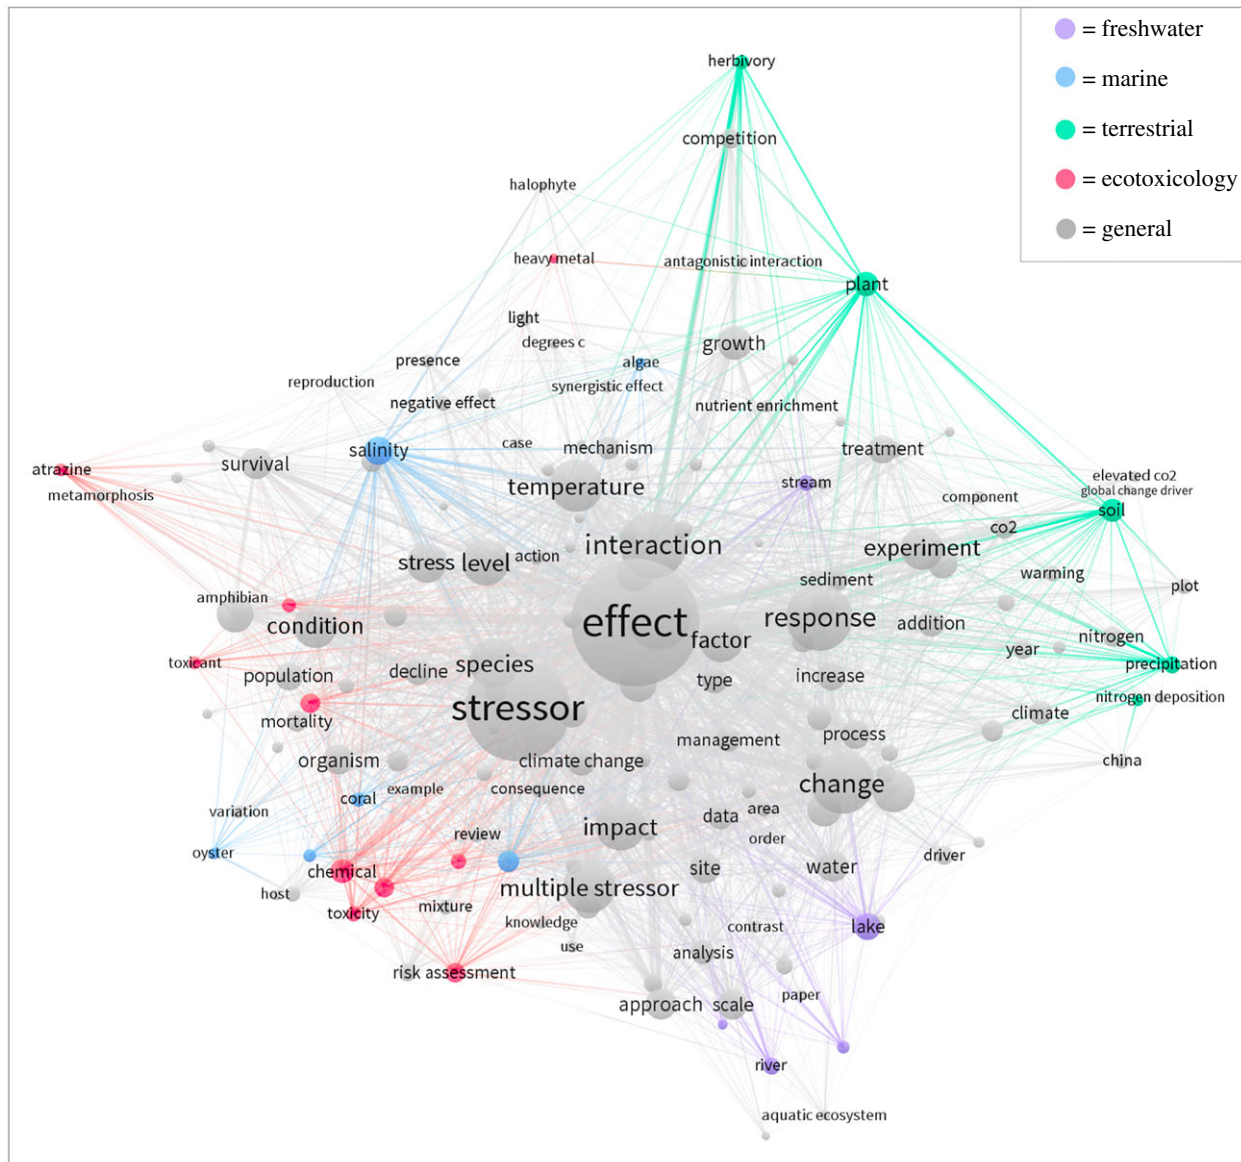 = freshwater
= marine
= terrestrial
= ecotoxicology
= general
herbivory
competition
halophyte
heavy metal
antagonistic interaction
plant
light
degrees c
growth
presence
algae
reproduction
synergistic effect
negative effect
nutrient enrichment
case
mechanism
salinity
treatment
survival
atrazine
metamorphosis
temperature
stream
elevated co2
global change driver
component
soil
co2
interaction
experiment
stress
level
action
sediment
warming
plot
amphibian
condition
effect
factor
response
addition
nitrogen
year
toxicant
population
decline
species
type
increase
precipitation
nitrogen deposition
mortality
stressor
climate
management
process
organism
climate change
china
coral
example
consequence
change
variation
data
area
oyster
review
impact
order
chemical
site
water
driver
host
toxicity
mixture
multiple stressor
knowledge
contrast
lake
use
analysis
risk assessment
approach
scale
paper
river
aquatic ecosystem